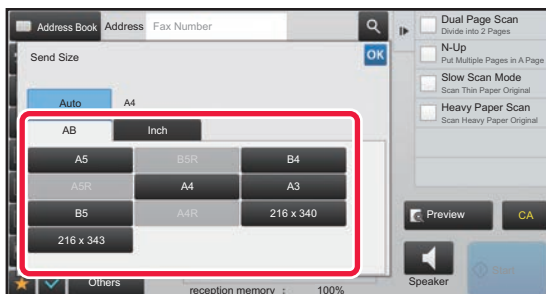 Address Book Address Fax Number
Dual Page Scan
Divide into 2 Pages
N-Up
Put Multiple Pages in A Page
Slow Scan Mode
Scan Thin Paper Original
Heavy Paper Scan
Scan Heavy Paper Original
Send Size
OK
Auto A4
AB Inch
A5 B5R B4
A5R A4 A3
B5 A4R 216 x 340
216 x 343
Preview CA
Others
reception memory : 100%
Speaker
Start